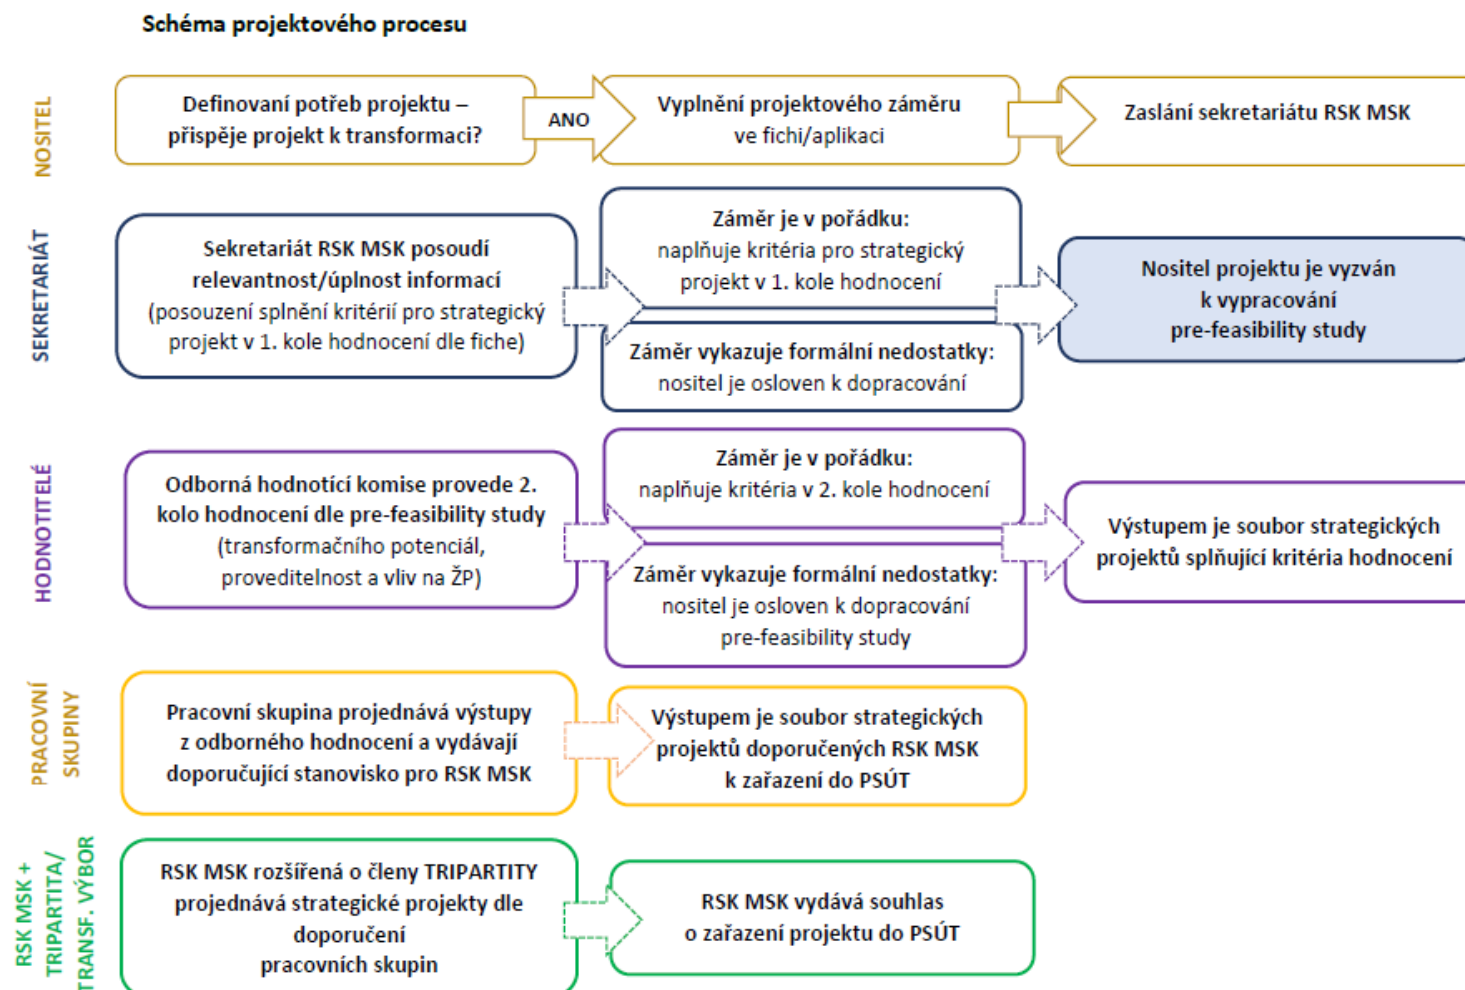 Schéma projektového procesu
NOSITEL
Definovaní potřeb projektu –
přispěje projekt k transformaci?
ANO
Vyplnění projektového záměru
ve fichi/aplikaci
Zaslání sekretariátu RSK MSK
SEKRETARIÁT
Sekretariát RSK MSK posoudí
relevantnost/úplnost informací
(posouzení splnění kritérií pro strategický
projekt v 1. kole hodnocení dle fiche)
Záměr je v pořádku:
naplňuje kritéria pro strategický
projekt v 1. kole hodnocení
Záměr vykazuje formální nedostatky:
nositel je osloven k dopracování
Nositel projektu je vyzván
k vypracování
pre-feasibility study
HODNOTITELÉ
Odborná hodnotící komise provede 2.
kolo hodnocení dle pre-feasibility study
(transformačního potenciál,
proveditelnost a vliv na ŽP)
Záměr je v pořádku:
naplňuje kritéria v 2. kole hodnocení
Záměr vykazuje formální nedostatky:
nositel je osloven k dopracování
pre-feasibility study
Výstupem je soubor strategických
projektů splňující kritéria hodnocení
PRACOVNÍ
SKUPINY
Pracovní skupina projednává výstupy
z odborného hodnocení a vydávají
doporučující stanovisko pro RSK MSK
Výstupem je soubor strategických
projektů doporučených RSK MSK
k zařazení do PSÚT
RSK MSK +
TRIPARTITA/
TRANSF. VÝBOR
RSK MSK rozšířená o členy TRIPARTITY
projednává strategické projekty dle
doporučení
pracovních skupin
RSK MSK vydává souhlas
o zařazení projektu do PSÚT